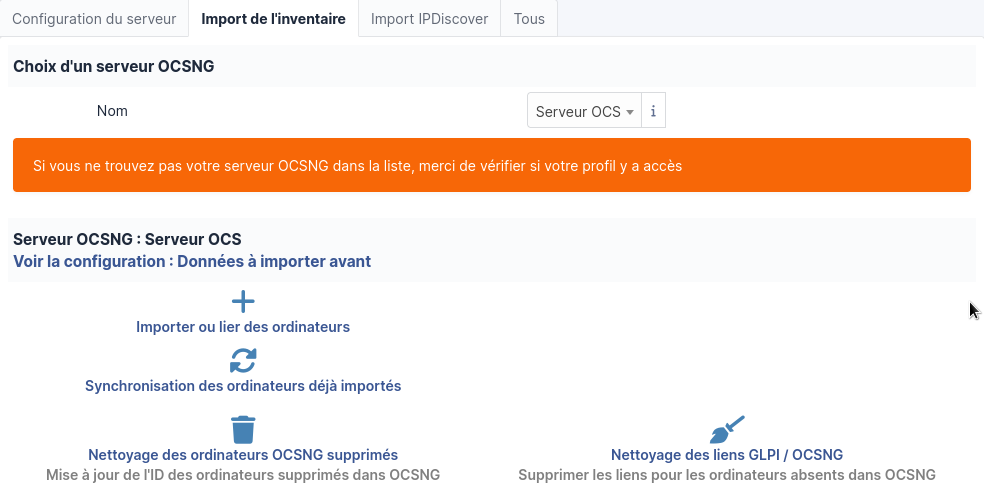 Configuration du serveur
Import de l'inventaire
Import IPDiscover
Tous
Choix d'un serveur OCSNG
Nom
Serveur OCS
i
Si vous ne trouvez pas votre serveur OCSNG dans la liste, merci de vérifier si votre profil y a accès
Serveur OCSNG : Serveur OCS
Voir la configuration : Données à importer avant
Importer ou lier des ordinateurs
Synchronisation des ordinateurs déjà importés
Nettoyage des ordinateurs OCSNG supprimés
Mise à jour de l'ID des ordinateurs supprimés dans OCSNG
Nettoyage des liens GLPI / OCSNG
Supprimer les liens pour les ordinateurs absents dans OCSNG